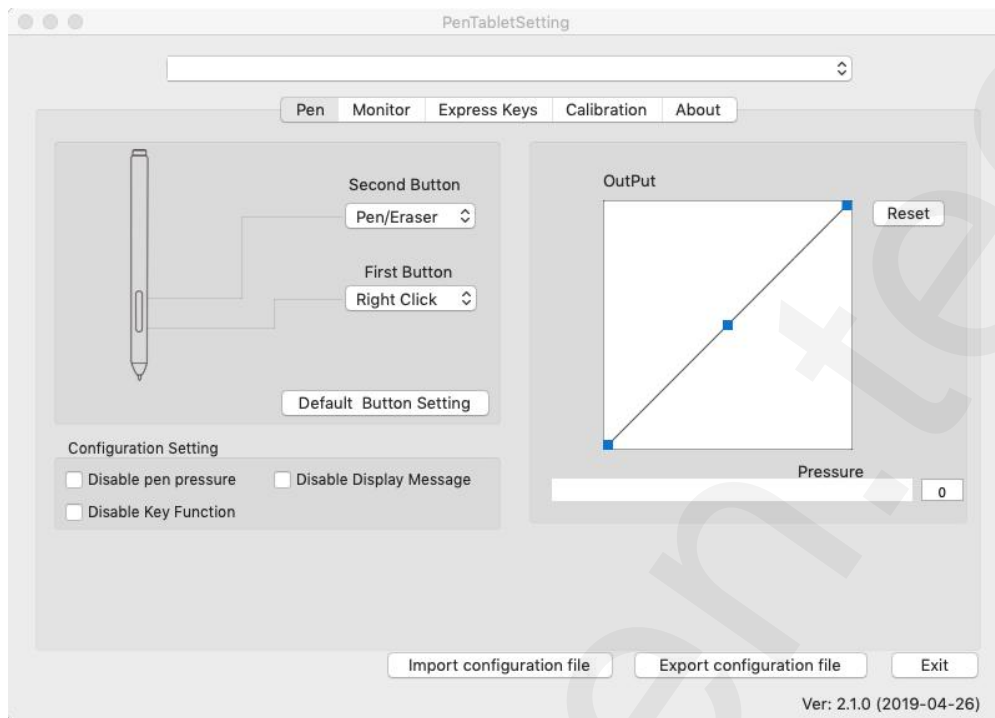 PenTabletSetting
Pen Monitor Express Keys Calibration About
Second Button
Pen/Eraser
First Button
Right Click
Default Button Setting
OutPut
Reset
Pressure
0
Configuration Setting
Disable pen pressure Disable Display Message
Disable Key Function
Import configuration file Export configuration file Exit
Ver: 2.1.0 (2019-04-26)